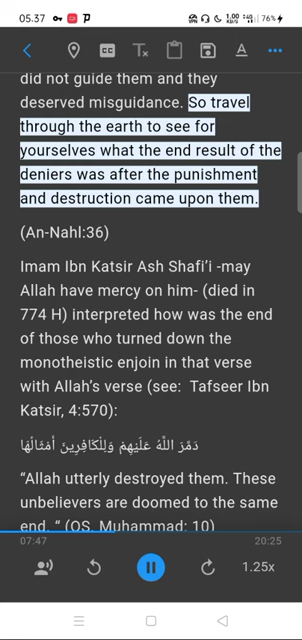 05.37
1,00 KB/S
76%
did not guide them and they
deserved misguidance. So travel
through the earth to see for
yourselves what the end result of the
deniers was after the punishment
and destruction came upon them.
(An-Nahl:36)
Imam Ibn Katsir Ash Shafi’i -may
Allah have mercy on him- (died in
774 H) interpreted how was the end
of those who turned down the
monotheistic enjoin in that verse
with Allah’s verse (see: Tafseer Ibn
Katsir, 4:570):
دَمَّرَ اللَّهُ عَلَيْهِمْ وَلِلْكَافِرِينَ أَمْثَالُهَا
“Allah utterly destroyed them. These
unbelievers are doomed to the same
end. “ (QS. Muhammad: 10)
07:47
20:25
1.25x